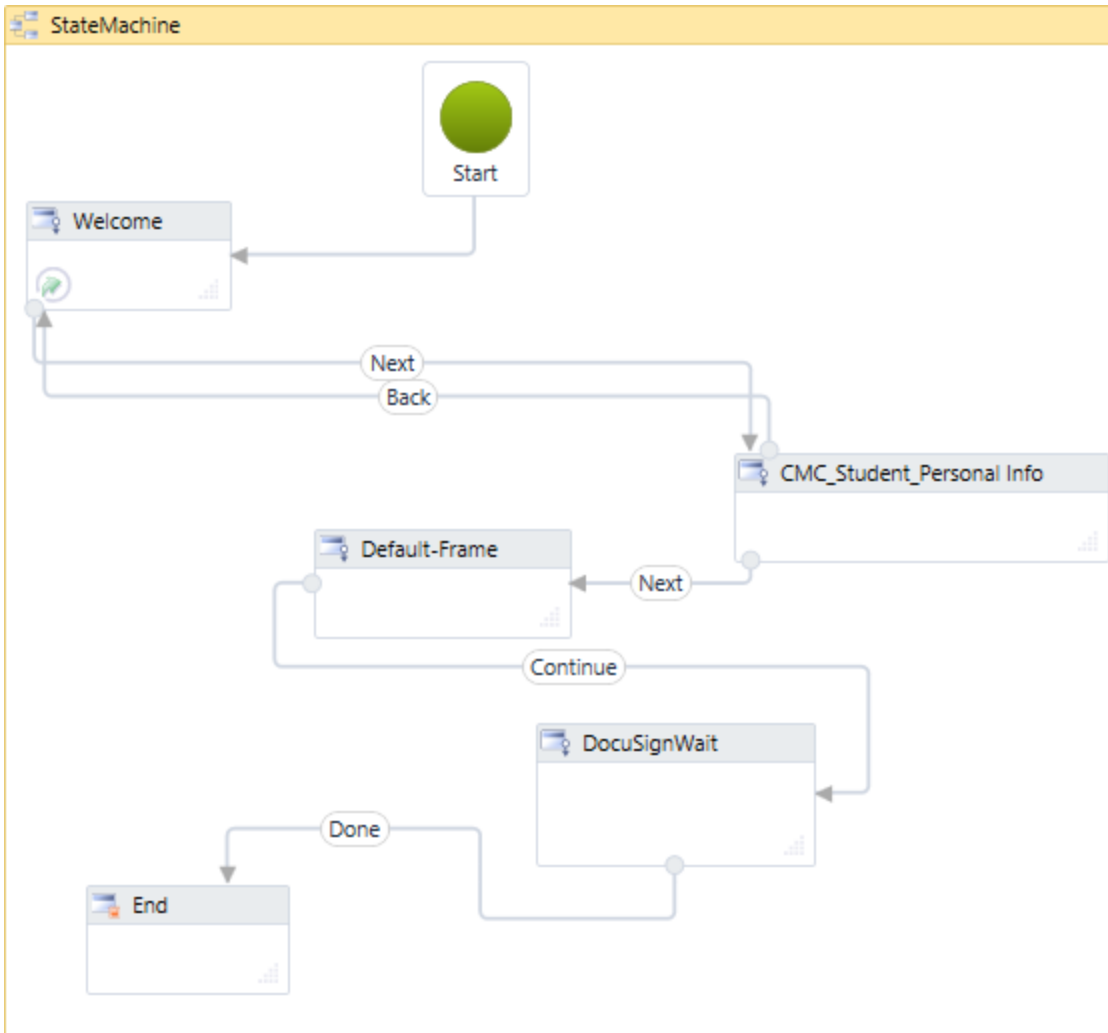 StateMachine
Start
Welcome
Next
Back
CMC_Student_Personal Info
Default-Frame
Next
Continue
DocuSignWait
Done
End